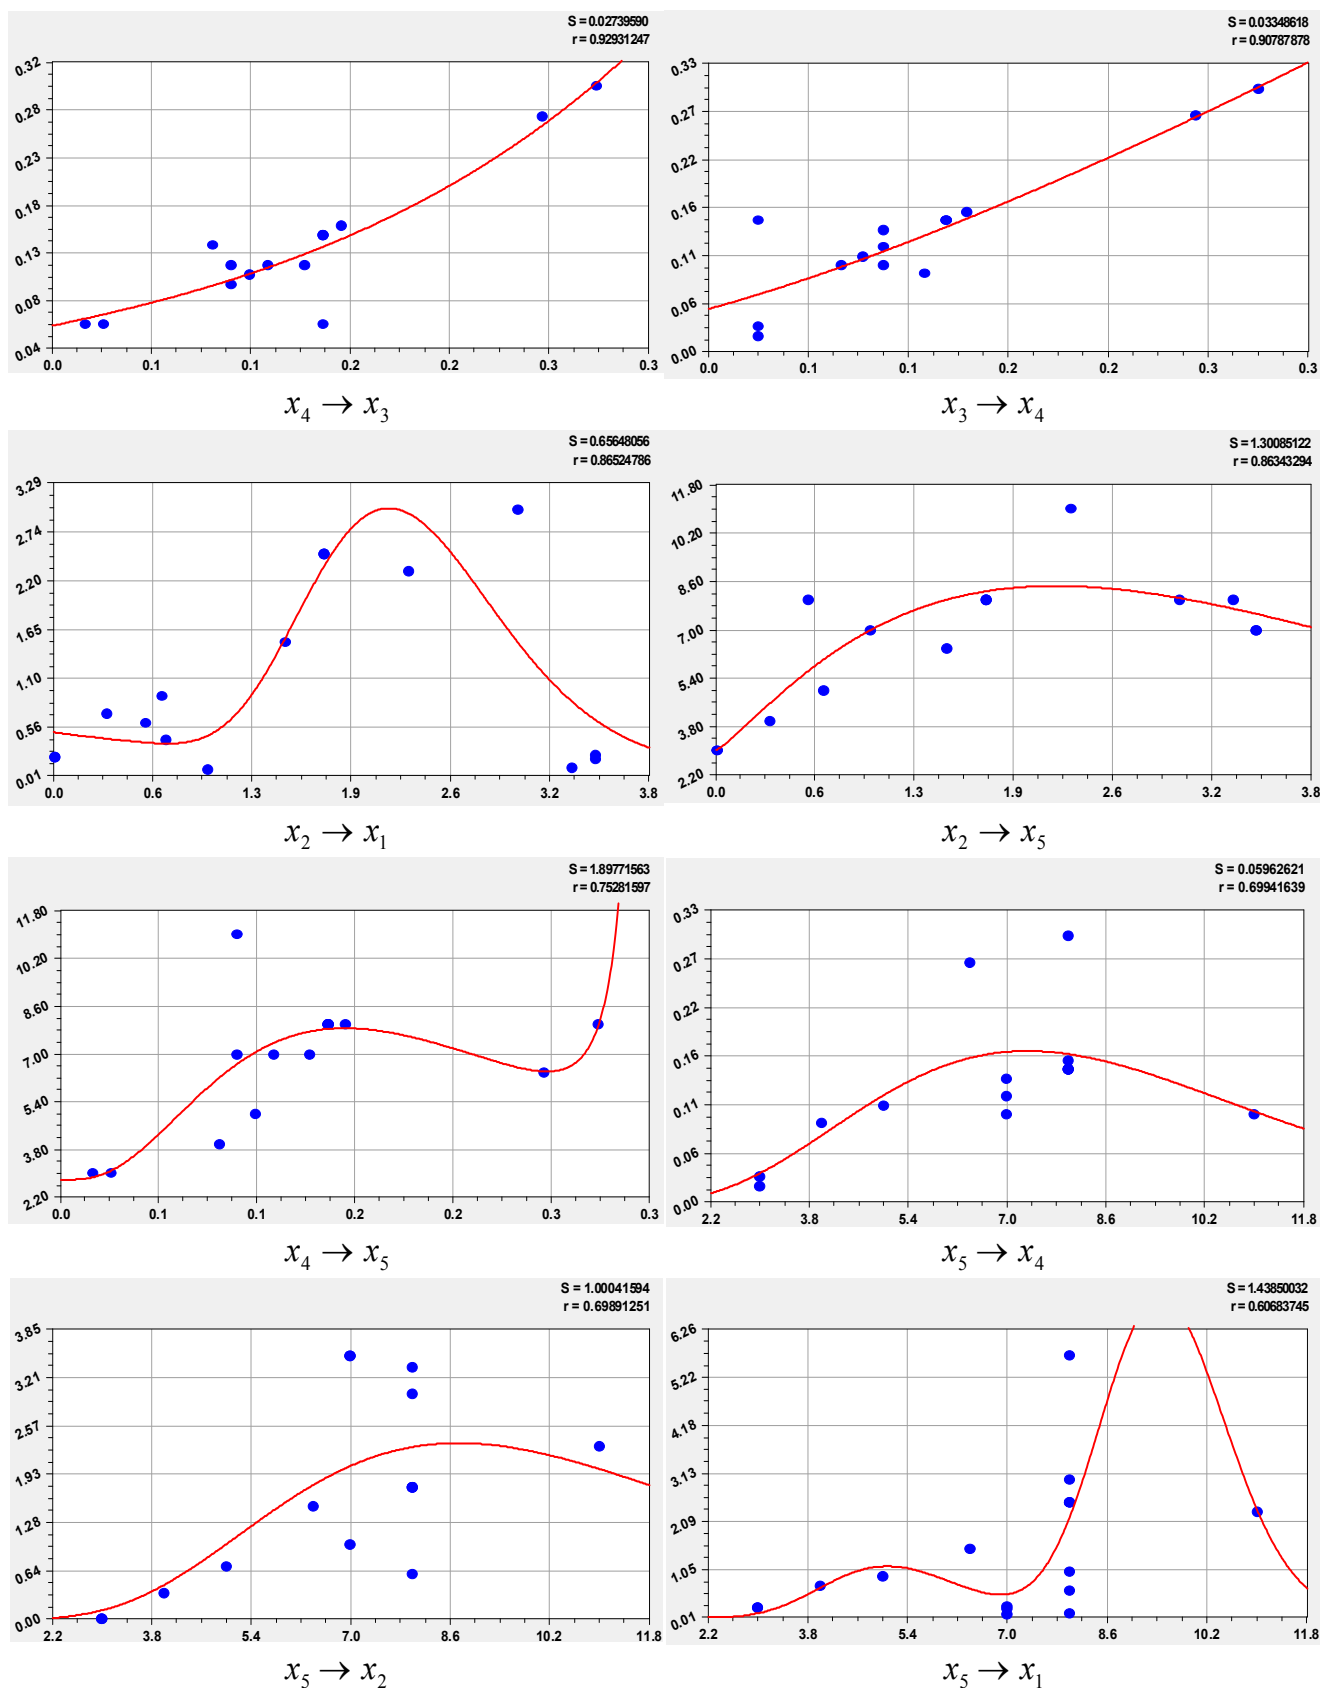 S = 0.02739590
r = 0.92931247
0.32
0.28
0.23
0.18
0.13
0.08
0.04
0.0 0.1 0.1 0.2 0.2 0.3 0.3
x4 → x3
S = 0.03348618
r = 0.90787878
0.33
0.27
0.22
0.16
0.11
0.06
0.00
0.0 0.1 0.1 0.2 0.2 0.3 0.3
x3 → x4
S = 0.65648056
r = 0.86524786
3.29
2.74
2.20
1.65
1.10
0.56
0.01
0.0 0.6 1.3 1.9 2.6 3.2 3.8
x2 → x1
S = 1.30085122
r = 0.86343294
11.80
10.20
8.60
7.00
5.40
3.80
2.20
0.0 0.6 1.3 1.9 2.6 3.2 3.8
x2 → x5
S = 1.89771563
r = 0.75281597
11.80
10.20
8.60
7.00
5.40
3.80
2.20
0.0 0.1 0.1 0.2 0.2 0.3 0.3
x4 → x5
S = 0.05962621
r = 0.69941639
0.33
0.27
0.22
0.16
0.11
0.06
0.00
2.2 3.8 5.4 7.0 8.6 10.2 11.8
x5 → x4
S = 1.00041594
r = 0.69891251
3.85
3.21
2.57
1.93
1.28
0.64
0.00
2.2 3.8 5.4 7.0 8.6 10.2 11.8
x5 → x2
S = 1.43850032
r = 0.60683745
6.26
5.22
4.18
3.13
2.09
1.05
0.01
2.2 3.8 5.4 7.0 8.6 10.2 11.8
x5 → x1